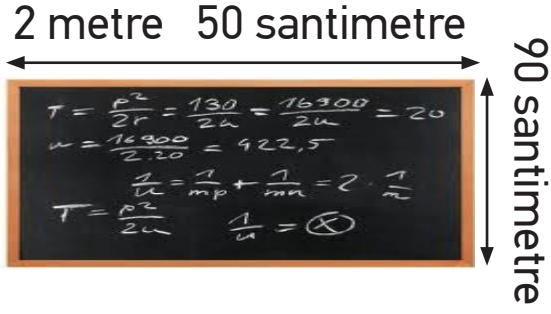 2 metre 50 santimetre
90 santimetre
T = p²/2r = 130/2u = 16900/2u = 20
u = 16900/2.20 = 422,5
1/u = 1/mp + 1/mn = 2 · 1/m
T = p²/2u 1/u = ⓧ